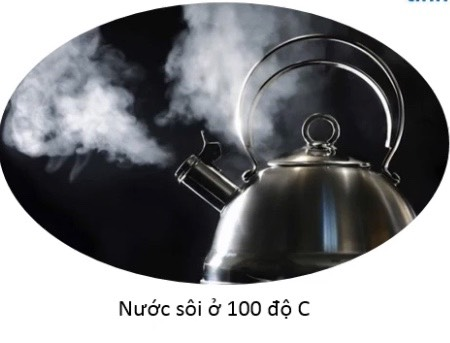 Nước sôi ở 100 độ C